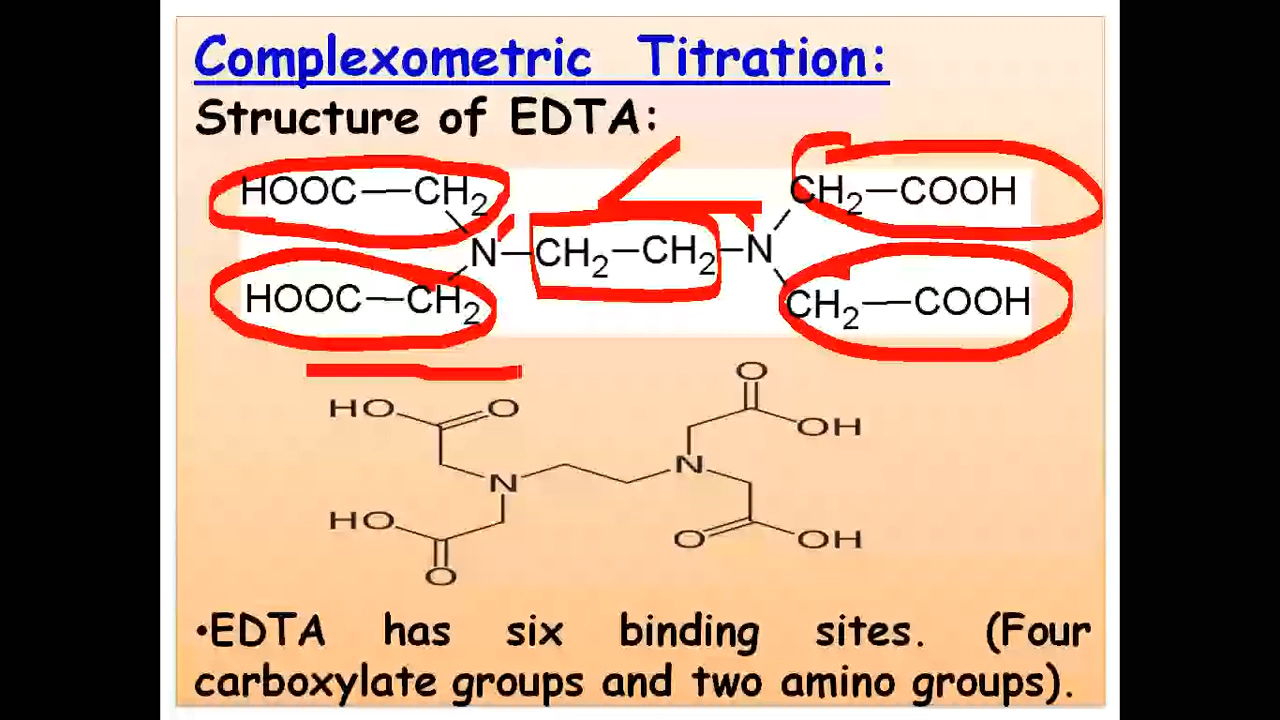 Complexometric Titration:
Structure of EDTA:
HOOC—CH₂ CH₂—COOH
N—CH₂—CH₂—N
HOOC—CH₂ CH₂—COOH
O
HO O OH
N
N
HO O OH
O
•EDTA has six binding sites. (Four
carboxylate groups and two amino groups).